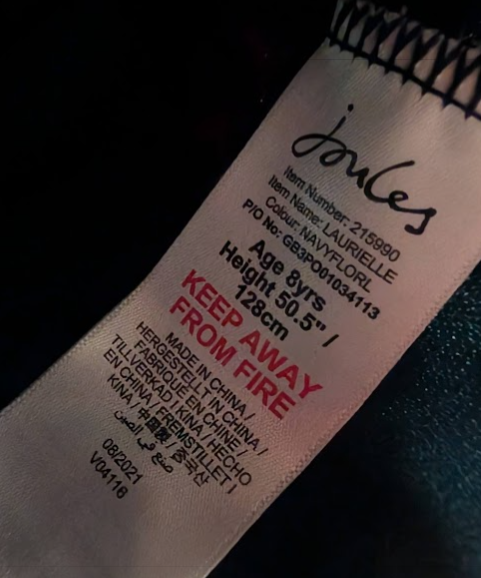 joules
Item Number: 215990
Item Name: LAURIELLE
Colour: NAVYFLORL
P/O No: GB3PO01034113
Age 8yrs
Height 50.5" /
128cm
KEEP AWAY
FROM FIRE
MADE IN CHINA /
HERGESTELLT IN CHINA /
FABRIQUE EN CHINE /
TILLVERKAD I KINA / HECHO
EN CHINA / FREMSTILLET I
KINA / 中国製 / 중국산
صنع في الصين
08/2021
V04116